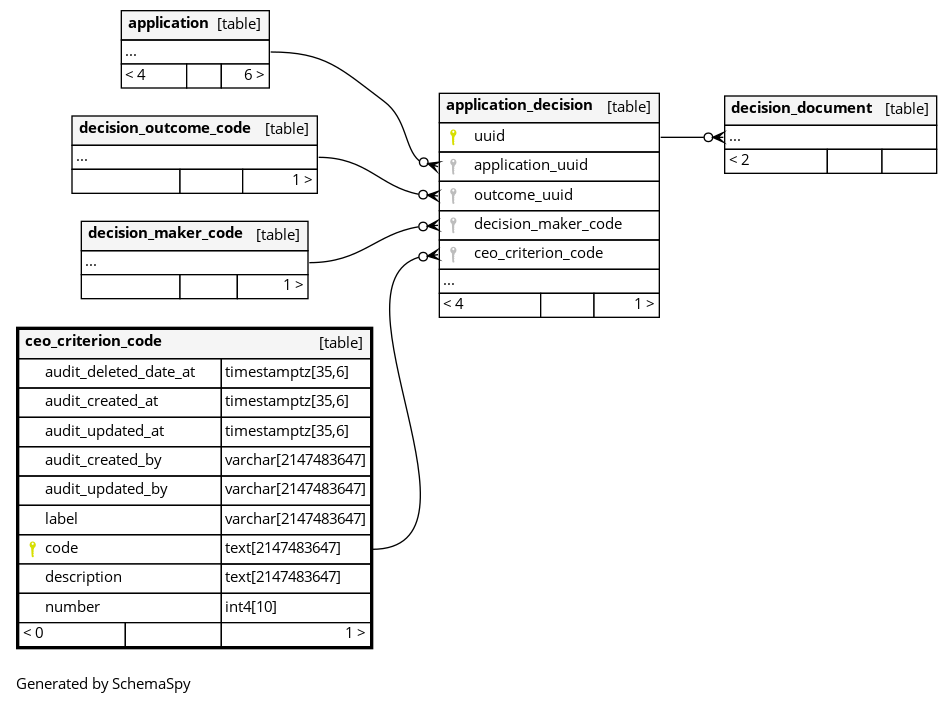 application [table]
...
< 4 6 >
decision_outcome_code [table]
...
1 >
decision_maker_code [table]
...
1 >
ceo_criterion_code [table]
audit_deleted_date_at timestamptz[35,6]
audit_created_at timestamptz[35,6]
audit_updated_at timestamptz[35,6]
audit_created_by varchar[2147483647]
audit_updated_by varchar[2147483647]
label varchar[2147483647]
code text[2147483647]
description text[2147483647]
number int4[10]
< 0 1 >
application_decision [table]
uuid
application_uuid
outcome_uuid
decision_maker_code
ceo_criterion_code
...
< 4 1 >
decision_document [table]
...
< 2
Generated by SchemaSpy